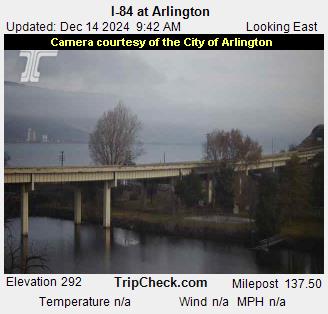 I-84 at Arlington
Updated: Dec 14 2024 9:42 AM Looking East
Camera courtesy of the City of Arlington
Elevation 292 TripCheck.com Milepost 137.50
Temperature n/a Wind n/a MPH n/a